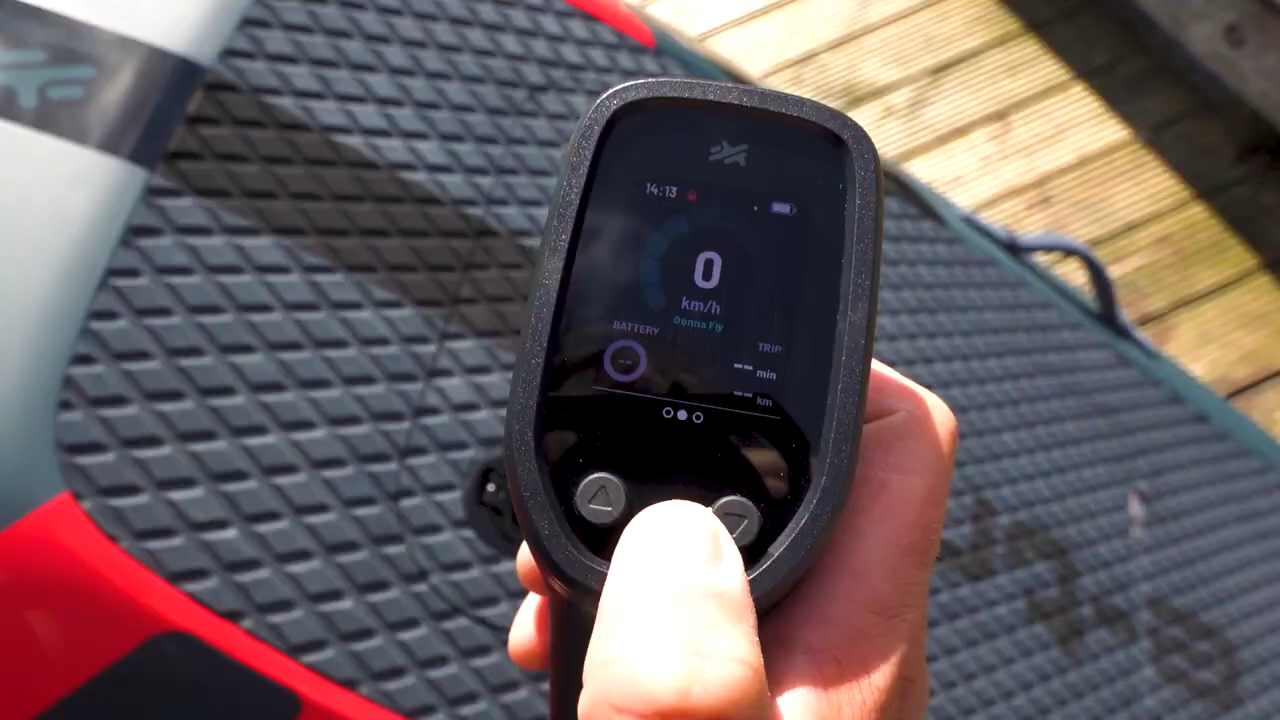 14:13
0
km/h
Donna Fly
BATTERY
--
TRIP
-- min
-- km